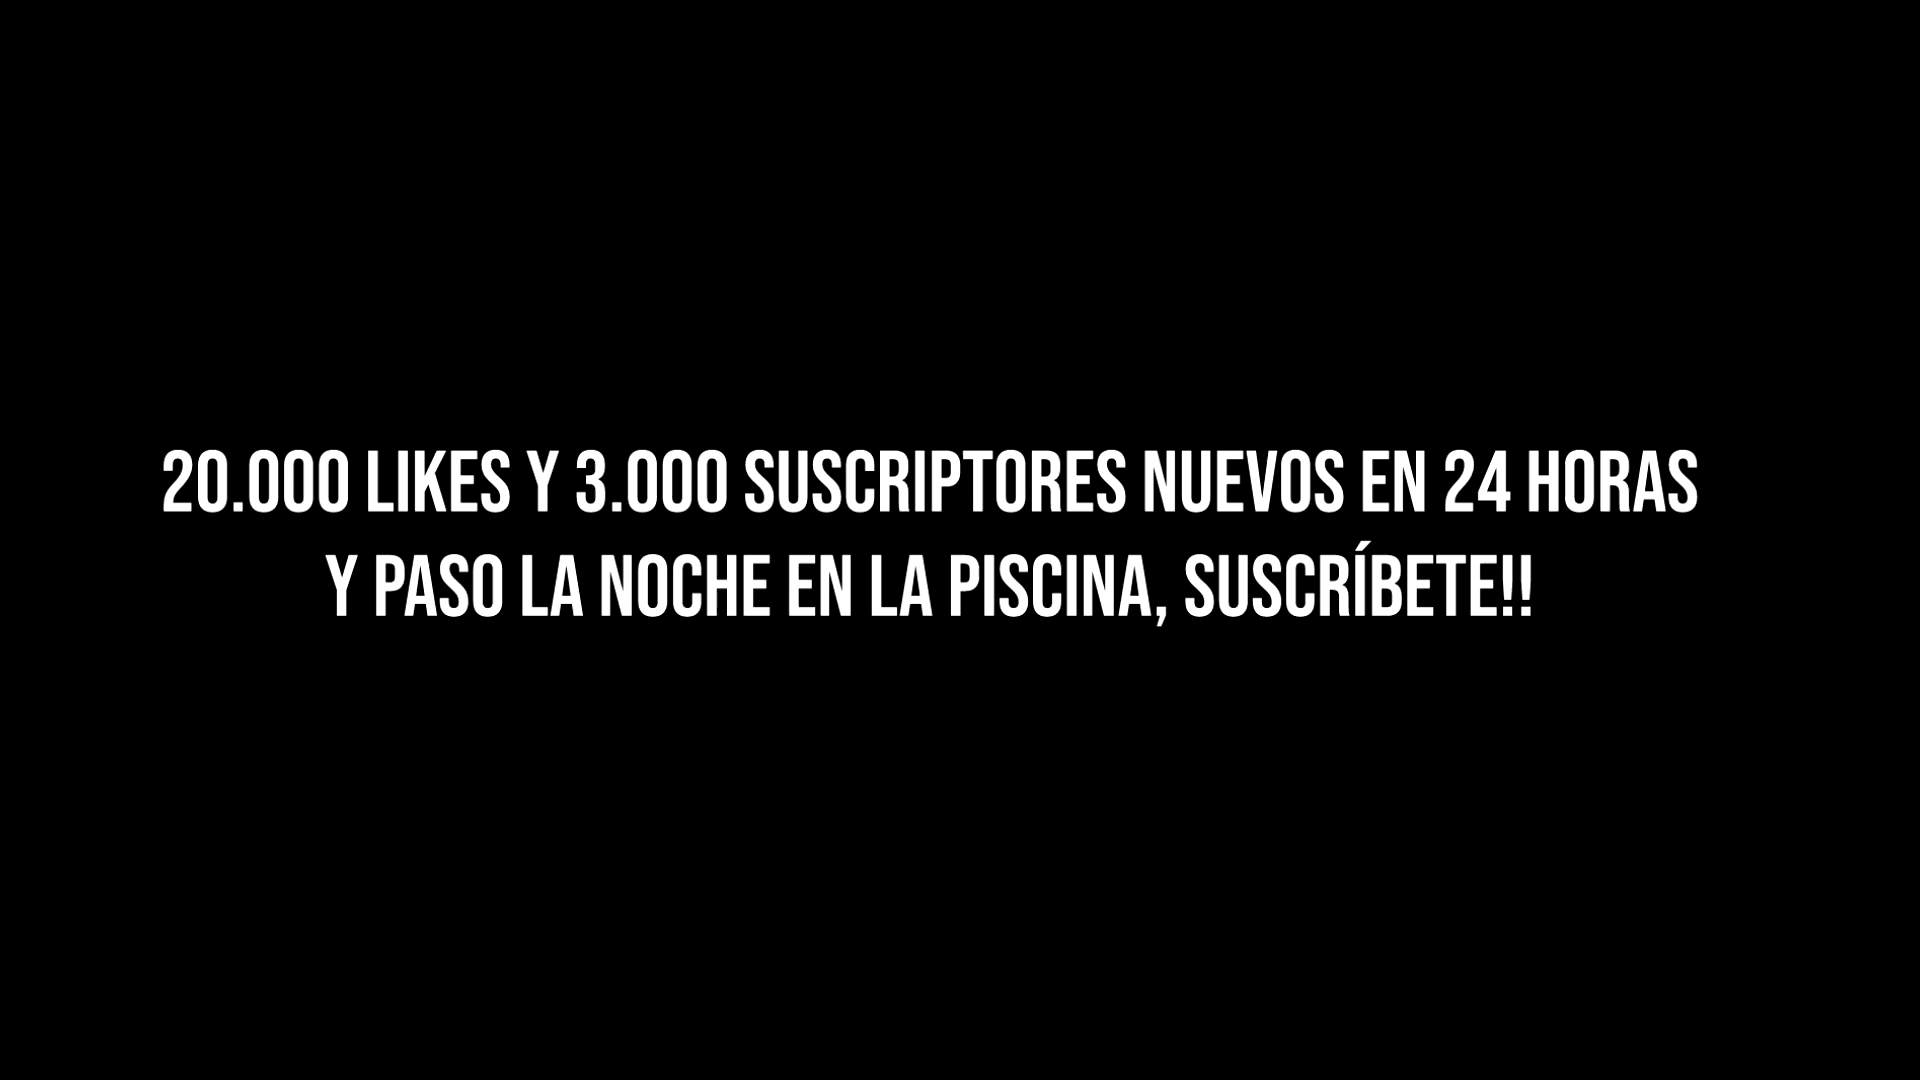 20.000 LIKES Y 3.000 SUSCRIPTORES NUEVOS EN 24 HORAS
Y PASO LA NOCHE EN LA PISCINA, SUSCRÍBETE!!